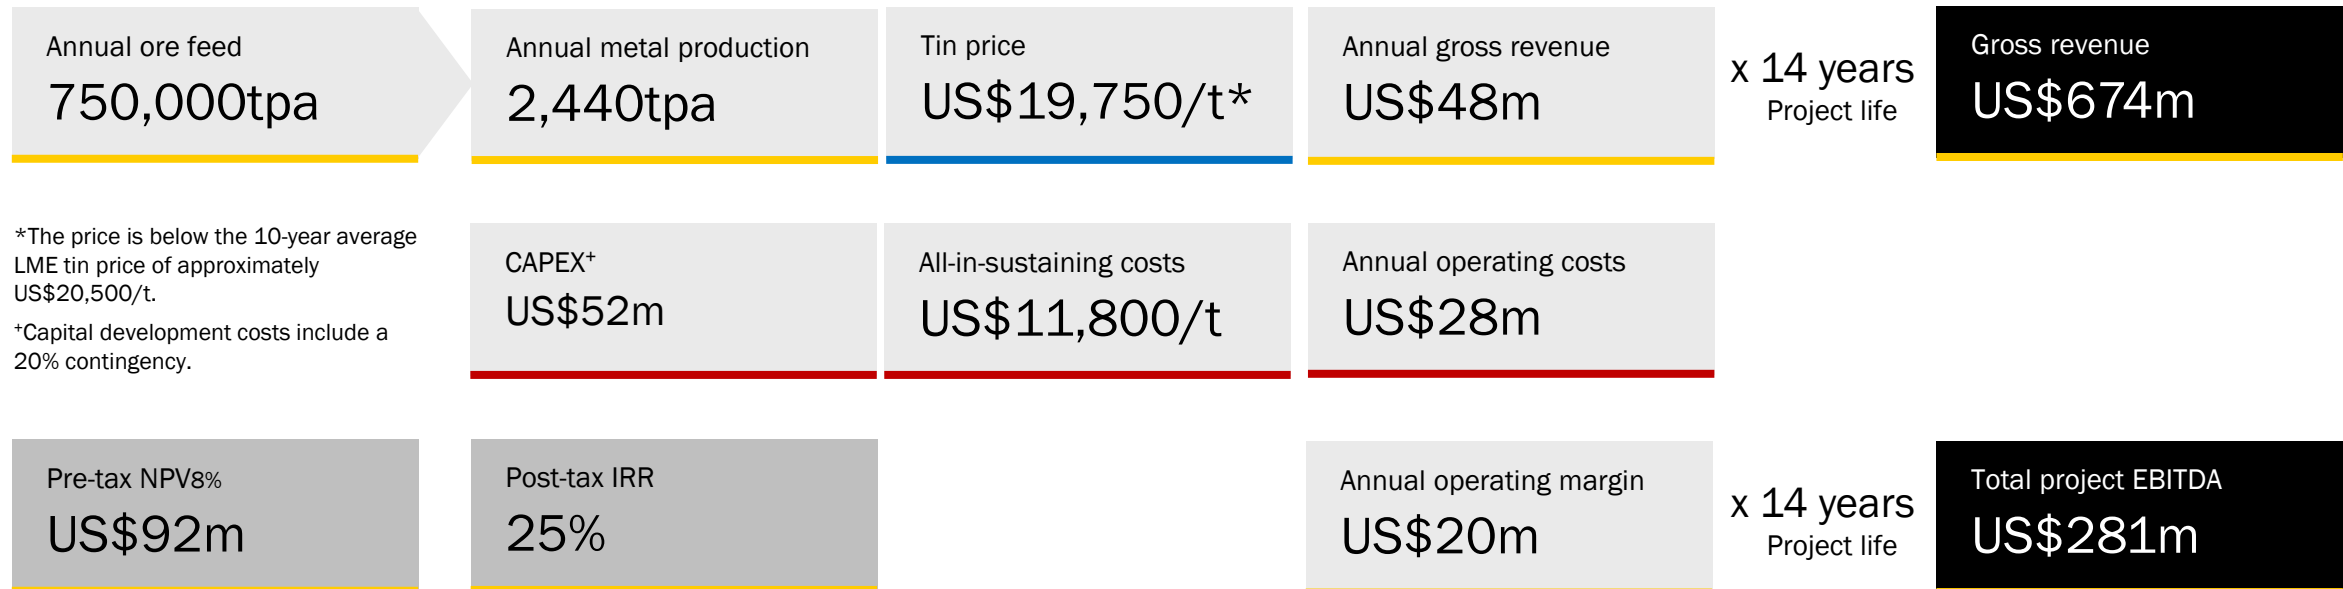 Annual ore feed
750,000tpa
Annual metal production
2,440tpa
Tin price
US$19,750/t*
Annual gross revenue
US$48m
x 14 years
Project life
Gross revenue
US$674m
*The price is below the 10-year average
LME tin price of approximately
US$20,500/t.
+Capital development costs include a
20% contingency.
CAPEX+
US$52m
All-in-sustaining costs
US$11,800/t
Annual operating costs
US$28m
Pre-tax NPV8%
US$92m
Post-tax IRR
25%
Annual operating margin
US$20m
x 14 years
Project life
Total project EBITDA
US$281m